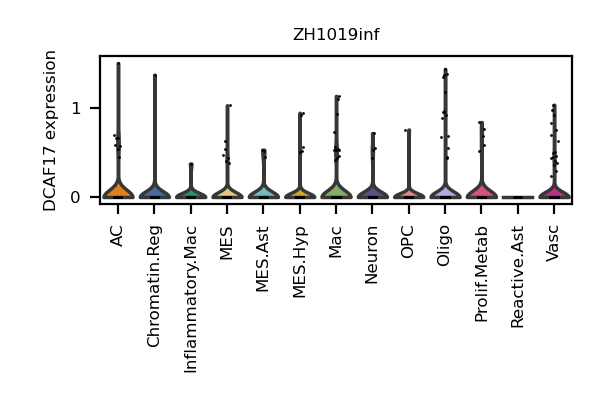 ZH1019inf
DCAF17 expression
1
0
AC
Chromatin.Reg
Inflammatory.Mac
MES
MES.Ast
MES.Hyp
Mac
Neuron
OPC
Oligo
Prolif.Metab
Reactive.Ast
Vasc